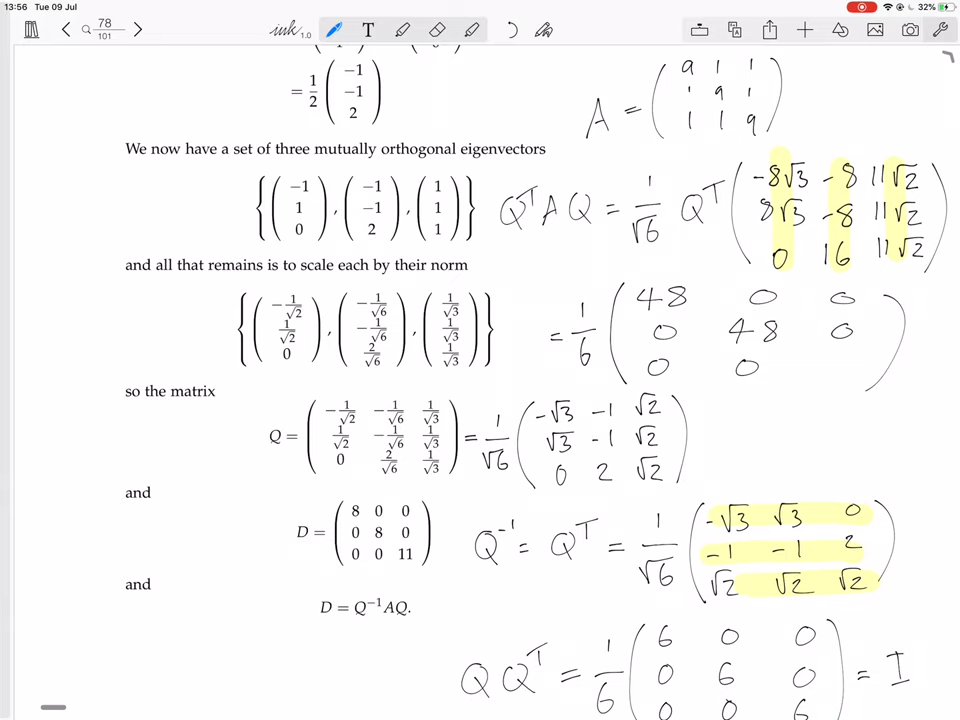 13:56 Tue 09 Jul
32%
78
101
ink 1.0
T
= 1/2 ( −1
−1
2 )
A = ( 9 1 1
1 9 1
1 1 9 )
We now have a set of three mutually orthogonal eigenvectors
{ ( −1 1 0 ), ( −1 −1 2 ), ( 1 1 1 ) }
Q^T A Q = 1/√6 Q^T ( -8√3 -8 11√2
8√3 -8 11√2
0 16 11√2 )
and all that remains is to scale each by their norm
{ ( −1/√2 1/√2 0 ), ( −1/√6 −1/√6 2/√6 ), ( 1/√3 1/√3 1/√3 ) }
= 1/6 ( 48 0 0
0 48 0
0 0 )
so the matrix
Q = ( −1/√2 −1/√6 1/√3
1/√2 −1/√6 1/√3
0 2/√6 1/√3 )
= 1/√6 ( -√3 -1 √2
√3 -1 √2
0 2 √2 )
and
D = ( 8 0 0
0 8 0
0 0 11 )
Q^-1 = Q^T = 1/√6 ( -√3 √3 0
-1 -1 2
√2 √2 √2 )
and
D = Q^−1 AQ.
Q Q^T = 1/6 ( 6 0 0
0 6 0
0 0 6 ) = I